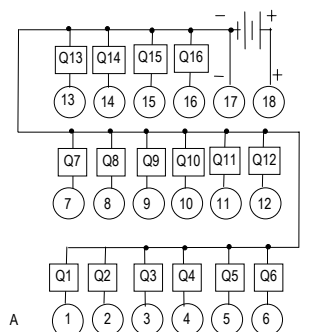 − +
Q13 Q14 Q15 Q16
− +
13 14 15 16 17 18
Q7 Q8 Q9 Q10 Q11 Q12
7 8 9 10 11 12
Q1 Q2 Q3 Q4 Q5 Q6
A 1 2 3 4 5 6